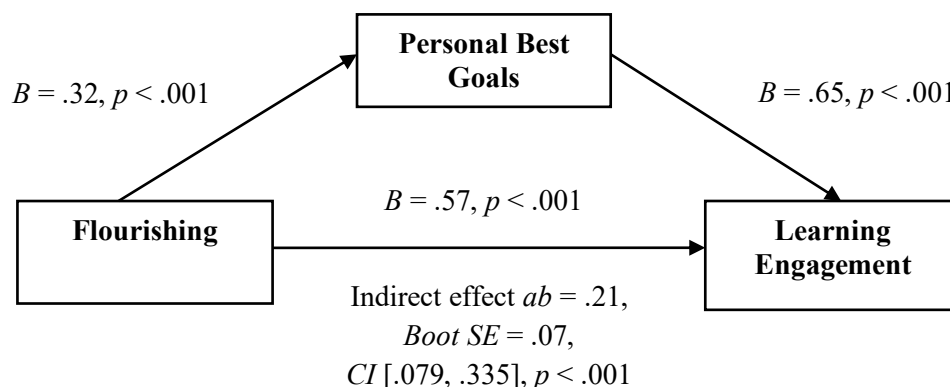 Personal Best
Goals
B = .32, p < .001
B = .65, p < .001
B = .57, p < .001
Flourishing
Learning
Engagement
Indirect effect ab = .21,
Boot SE = .07,
CI [.079, .335], p < .001